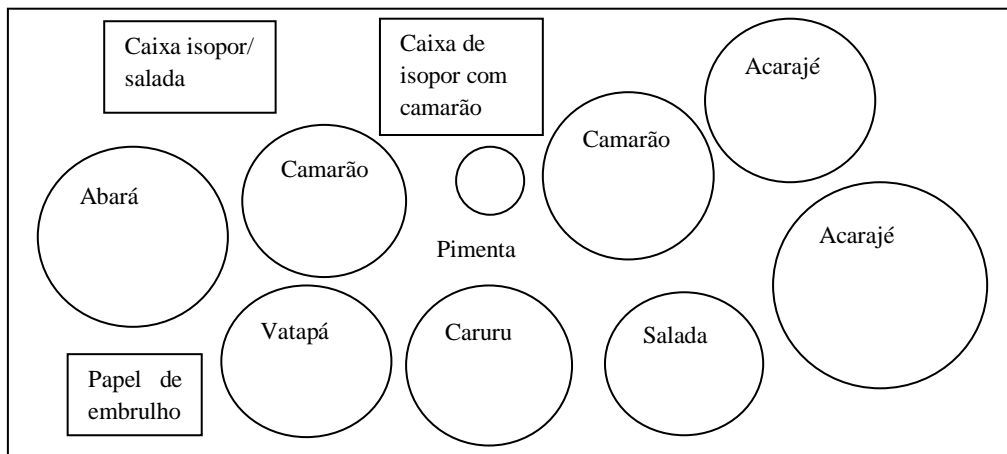 Caixa isopor/
salada
Caixa de
isopor com
camarão
Acarajé
Camarão
Camarão
Abará
Acarajé
Pimenta
Vatapá
Caruru
Salada
Papel de
embrulho